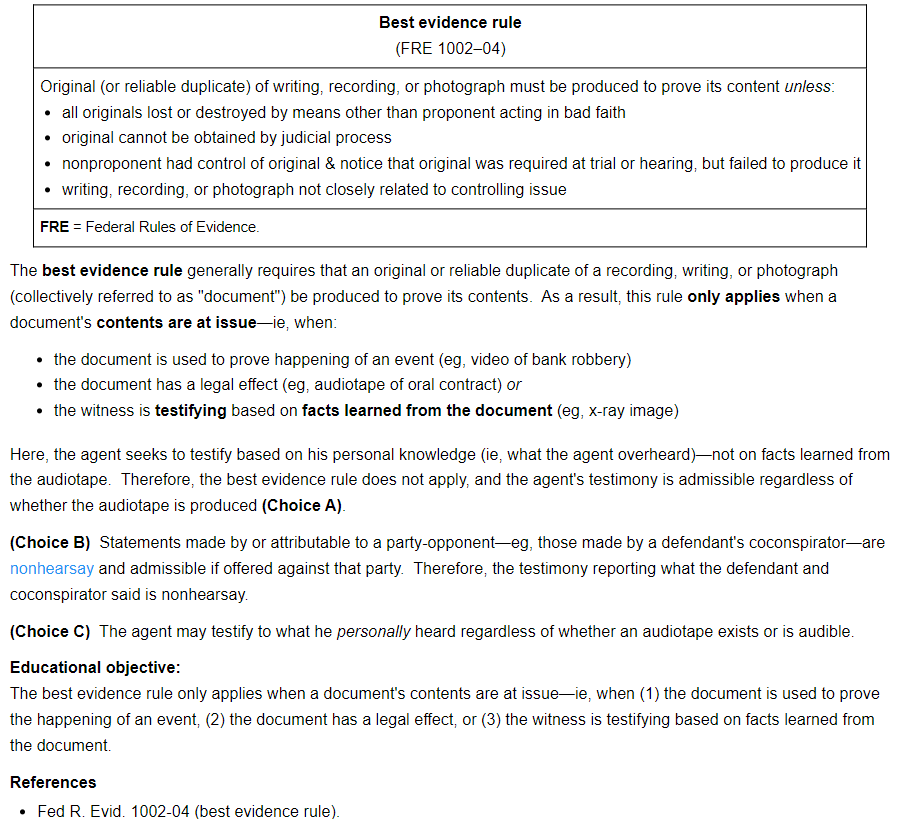 Best evidence rule
(FRE 1002–04)
Original (or reliable duplicate) of writing, recording, or photograph must be produced to prove its content unless:
• all originals lost or destroyed by means other than proponent acting in bad faith
• original cannot be obtained by judicial process
• nonproponent had control of original & notice that original was required at trial or hearing, but failed to produce it
• writing, recording, or photograph not closely related to controlling issue
FRE = Federal Rules of Evidence.
The best evidence rule generally requires that an original or reliable duplicate of a recording, writing, or photograph
(collectively referred to as "document") be produced to prove its contents.  As a result, this rule only applies when a
document's contents are at issue—ie, when:
• the document is used to prove happening of an event (eg, video of bank robbery)
• the document has a legal effect (eg, audiotape of oral contract) or
• the witness is testifying based on facts learned from the document (eg, x-ray image)
Here, the agent seeks to testify based on his personal knowledge (ie, what the agent overheard)—not on facts learned from
the audiotape.  Therefore, the best evidence rule does not apply, and the agent's testimony is admissible regardless of
whether the audiotape is produced (Choice A).
(Choice B)  Statements made by or attributable to a party-opponent—eg, those made by a defendant's coconspirator—are
nonhearsay and admissible if offered against that party.  Therefore, the testimony reporting what the defendant and
coconspirator said is nonhearsay.
(Choice C)  The agent may testify to what he personally heard regardless of whether an audiotape exists or is audible.
Educational objective:
The best evidence rule only applies when a document's contents are at issue—ie, when (1) the document is used to prove
the happening of an event, (2) the document has a legal effect, or (3) the witness is testifying based on facts learned from
the document.
References
• Fed R. Evid. 1002-04 (best evidence rule).